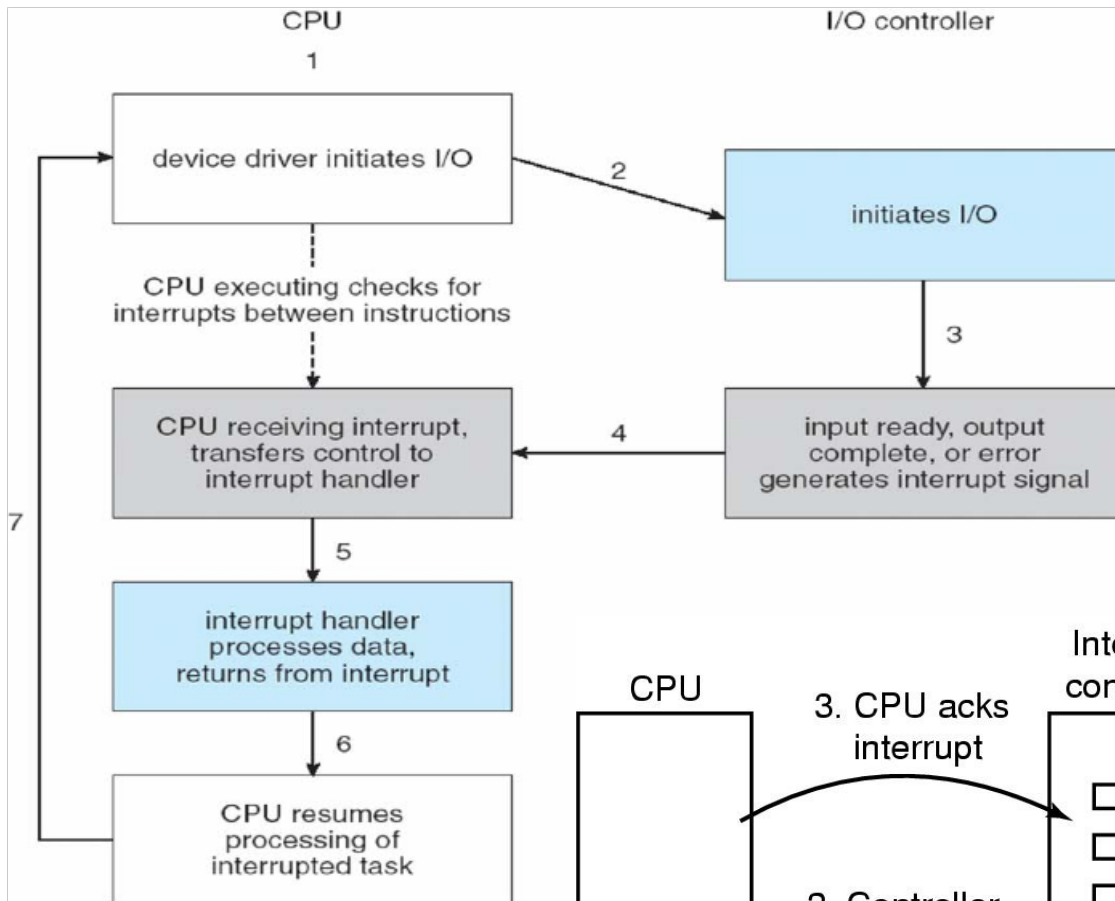 CPU
I/O controller
1
device driver initiates I/O
2
initiates I/O
CPU executing checks for
interrupts between instructions
3
CPU receiving interrupt,
transfers control to
interrupt handler
4
input ready, output
complete, or error
generates interrupt signal
7
5
interrupt handler
processes data,
returns from interrupt
6
CPU resumes
processing of
interrupted task
CPU
3. CPU acks
interrupt
2. Controller